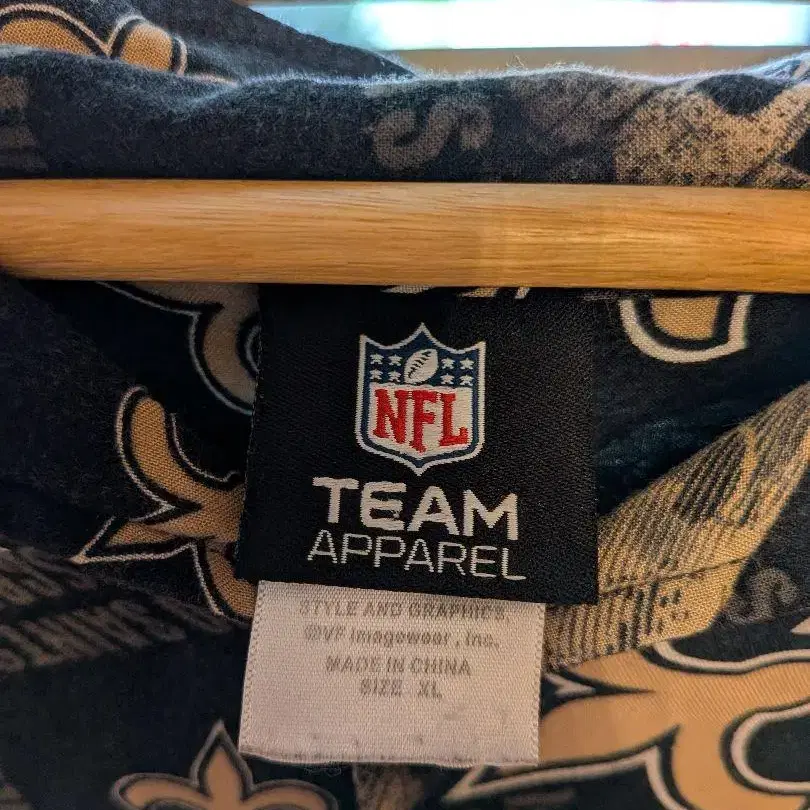 S
NFL
TEAM
APPAREL
STYLE AND GRAPHICS,
©VF Imagewear, Inc.
MADE IN CHINA
SIZE XL
S